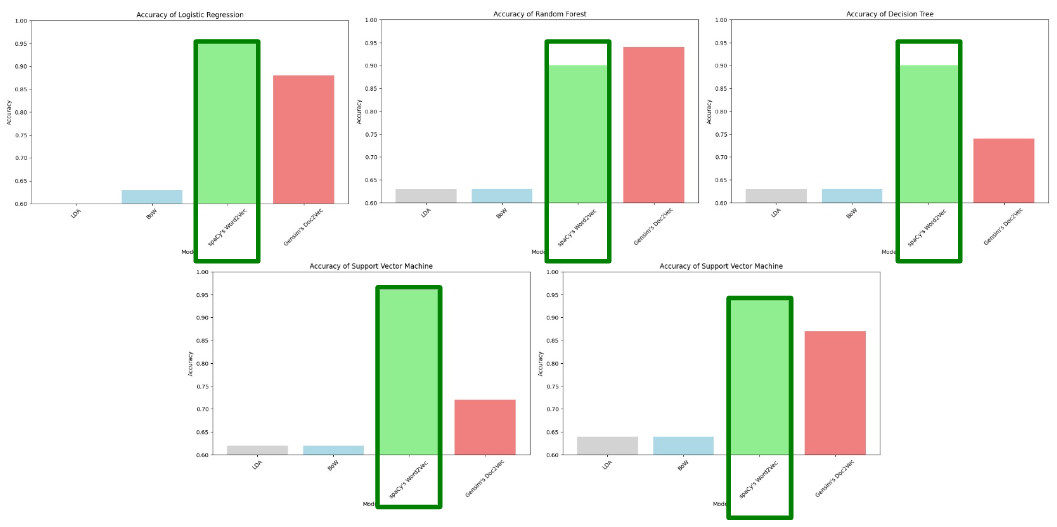 Accuracy of Logistic Regression
1.00
0.95
0.90
0.85
0.80
0.75
0.70
0.65
0.60
Accuracy
LDA
BoW
spaCy's Word2Vec
Gensim's Doc2Vec
Mode
Accuracy of Random Forest
1.00
0.95
0.90
0.85
0.80
0.75
0.70
0.65
0.60
Accuracy
LDA
BoW
spaCy's Word2Vec
Gensim's Doc2Vec
Mode
Accuracy of Decision Tree
1.00
0.95
0.90
0.85
0.80
0.75
0.70
0.65
0.60
Accuracy
LDA
BoW
spaCy's Word2Vec
Gensim's Doc2Vec
Mode
Accuracy of Support Vector Machine
1.00
0.95
0.90
0.85
0.80
0.75
0.70
0.65
0.60
Accuracy
LDA
BoW
spaCy's Word2Vec
Gensim's Doc2Vec
Mode
Accuracy of Support Vector Machine
1.00
0.95
0.90
0.85
0.80
0.75
0.70
0.65
0.60
Accuracy
LDA
BoW
spaCy's Word2Vec
Gensim's Doc2Vec
Mode